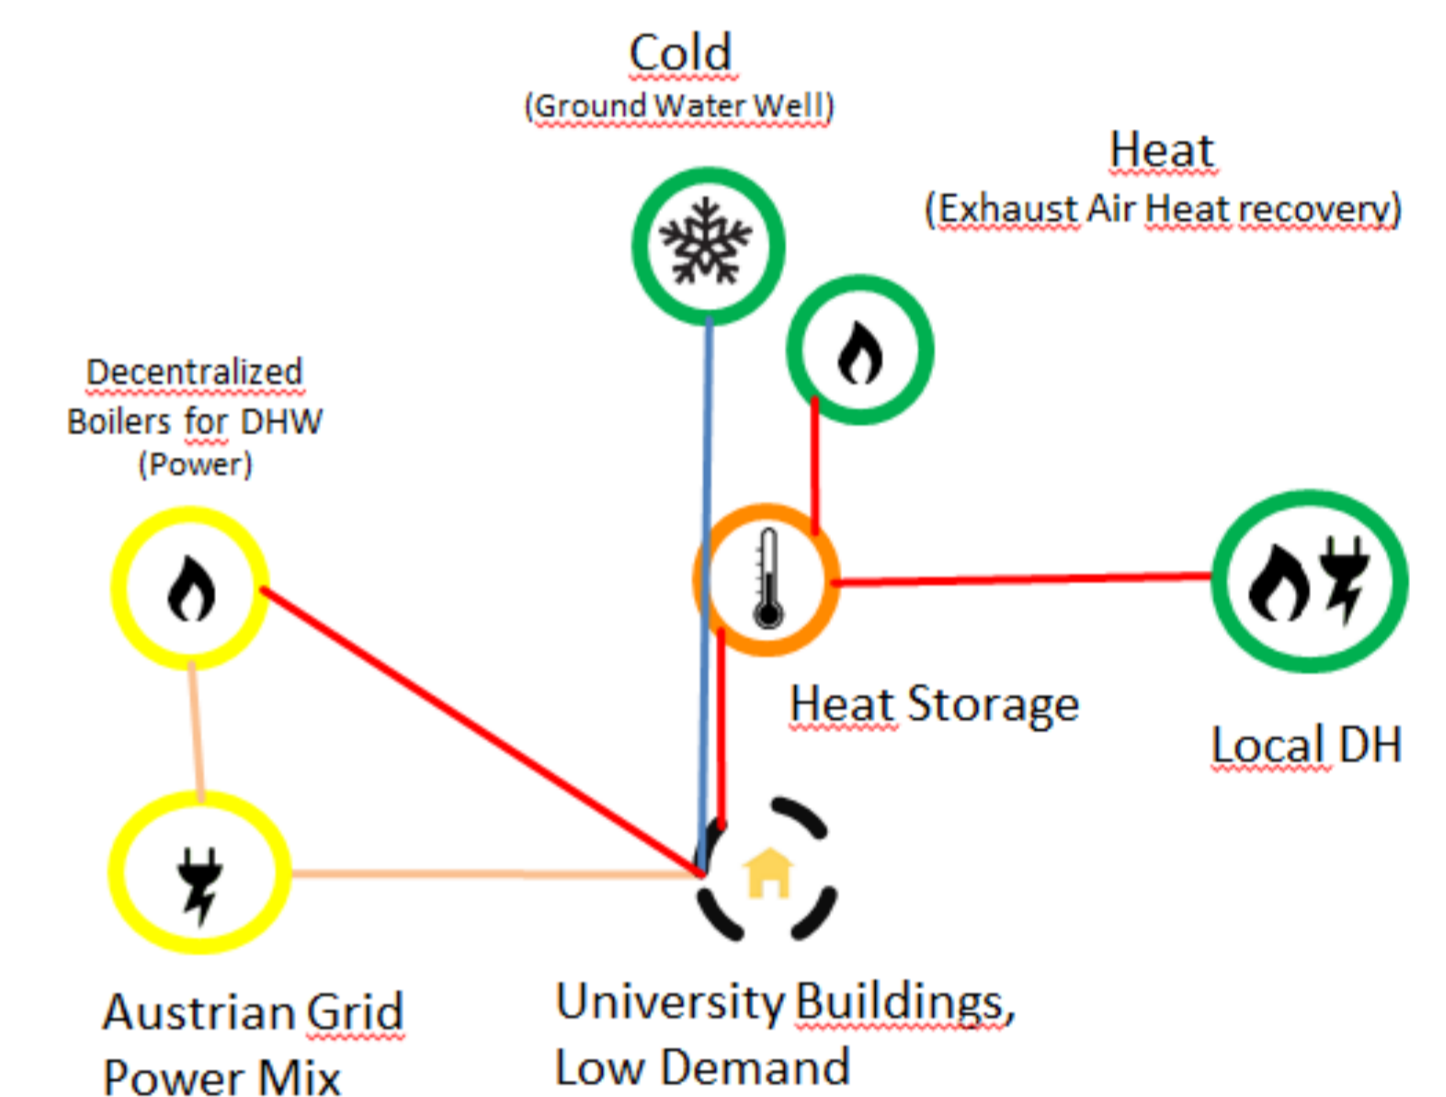 Cold
(Ground Water Well)
Heat
(Exhaust Air Heat recovery)
Decentralized
Boilers for DHW
(Power)
Heat Storage
Local DH
Austrian Grid
Power Mix
University Buildings,
Low Demand